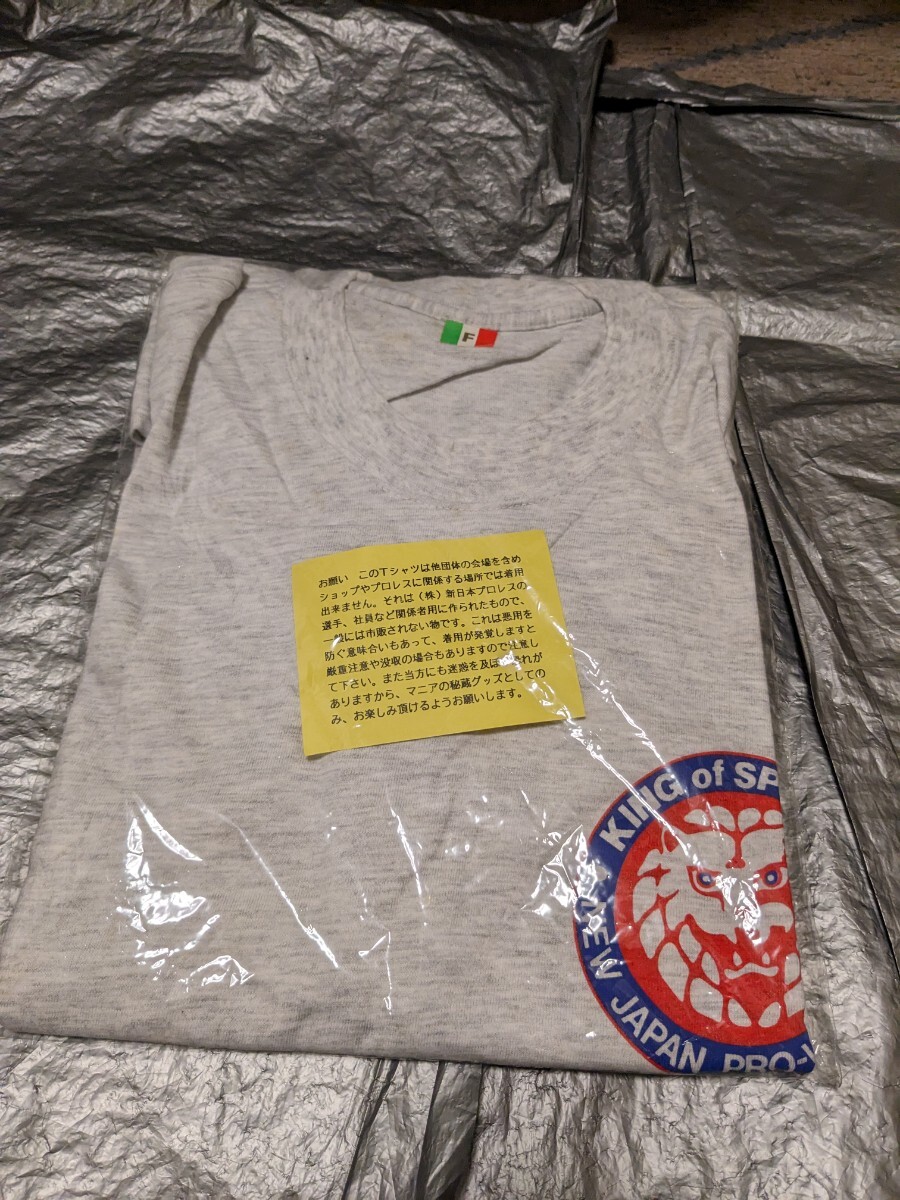 F
お願い　このTシャツは他団体の会場を含め
ショップやプロレスに関係する場所では着用
出来ません。それは（株）新日本プロレスの
選手、社員など関係者用に作られたもので、
一般には市販されない物です。これは悪用を
防ぐ意味合いもあって、着用が発覚しますと
厳重注意や没収の場合もありますので注意し
て下さい。また当方にも迷惑を及ぼす恐れが
ありますから、マニアの秘蔵グッズとしての
み、お楽しみ頂けるようお願いします。
KING of SP
NEW JAPAN PRO-W